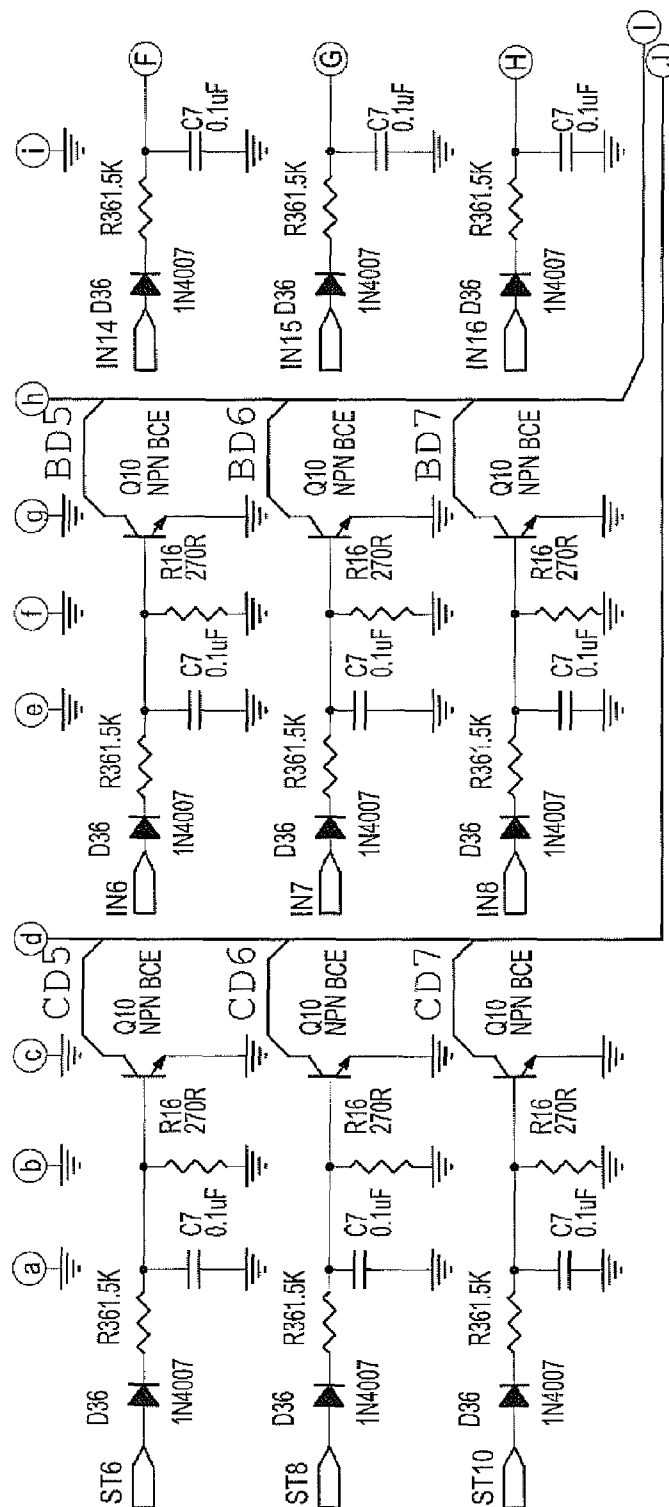 a
b
c
d
e
f
g
h
i
CD5
BD5
ST6
D36
1N4007
R361.5K
C7
0.1uF
R16
270R
Q10
NPN BCE
IN6
D36
1N4007
R361.5K
C7
0.1uF
R16
270R
Q10
NPN BCE
IN14
D36
1N4007
R361.5K
C7
0.1uF
F
CD6
BD6
ST8
D36
1N4007
R361.5K
C7
0.1uF
R16
270R
Q10
NPN BCE
IN7
D36
1N4007
R361.5K
C7
0.1uF
R16
270R
Q10
NPN BCE
IN15
D36
1N4007
R361.5K
C7
0.1uF
G
CD7
BD7
ST10
D36
1N4007
R361.5K
C7
0.1uF
R16
270R
Q10
NPN BCE
IN8
D36
1N4007
R361.5K
C7
0.1uF
R16
270R
Q10
NPN BCE
IN16
D36
1N4007
R361.5K
C7
0.1uF
H
I
J